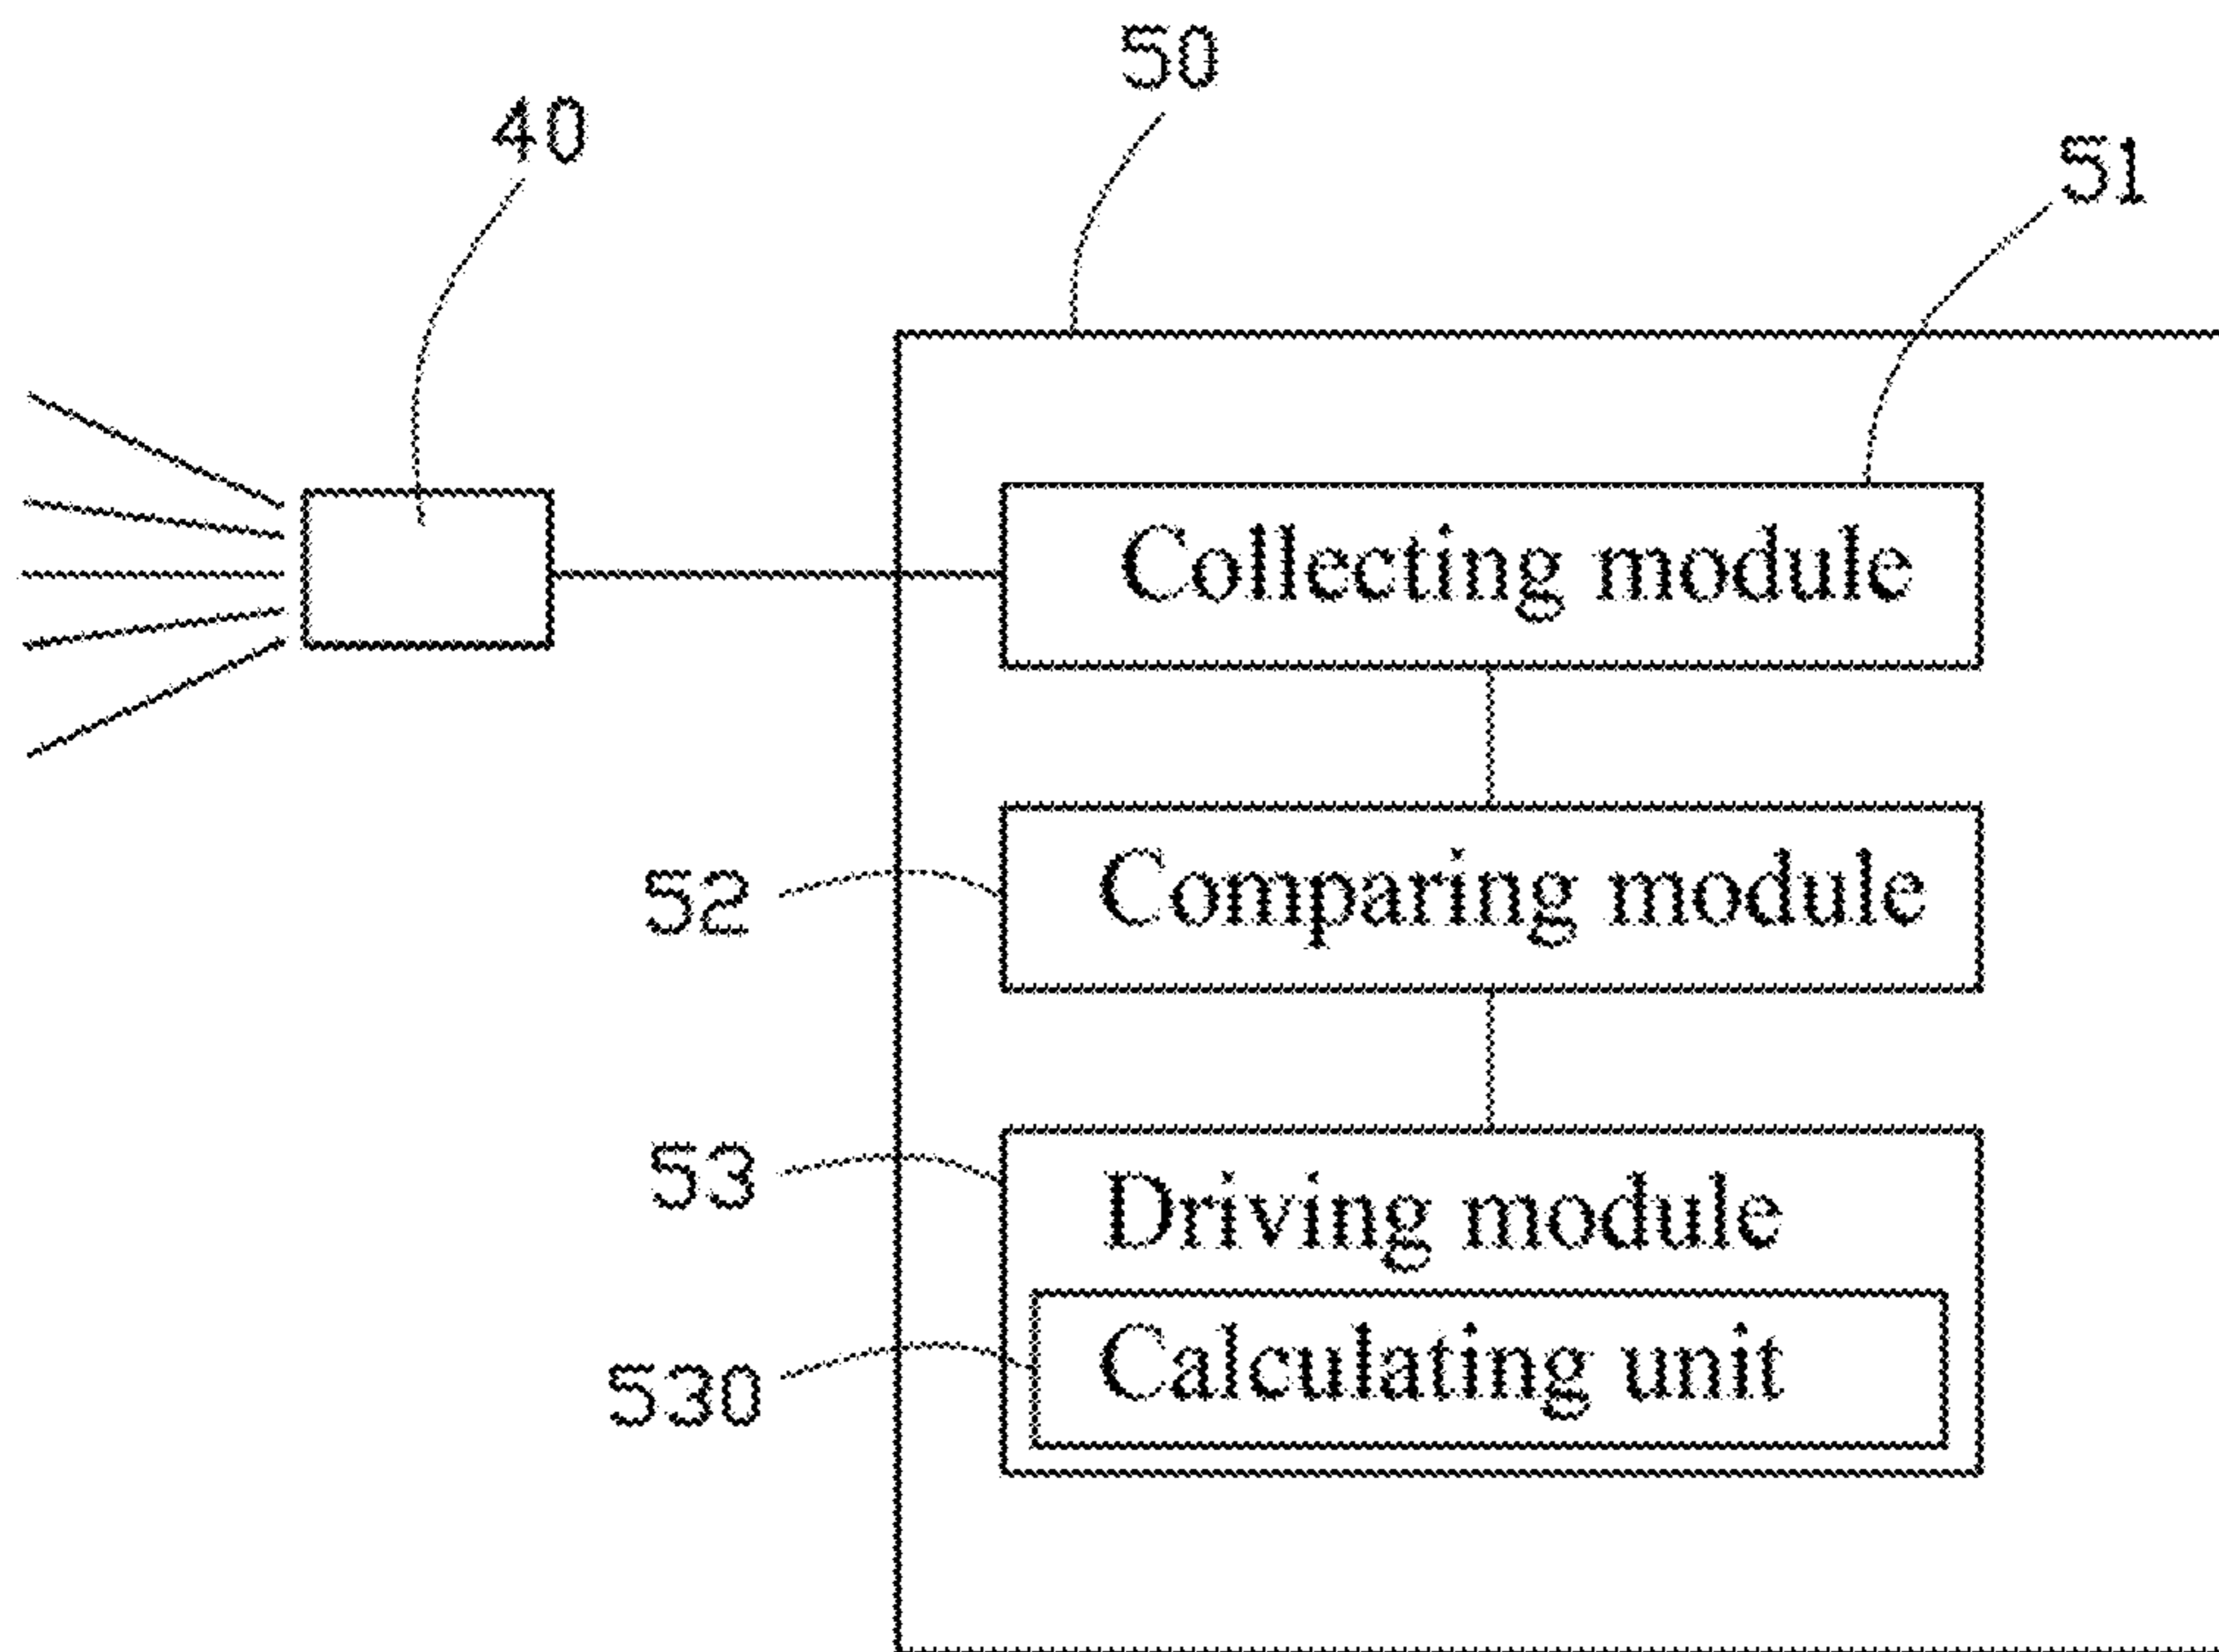 50
40
51
Collecting module
52
Comparing module
53
Driving module
530
Calculating unit